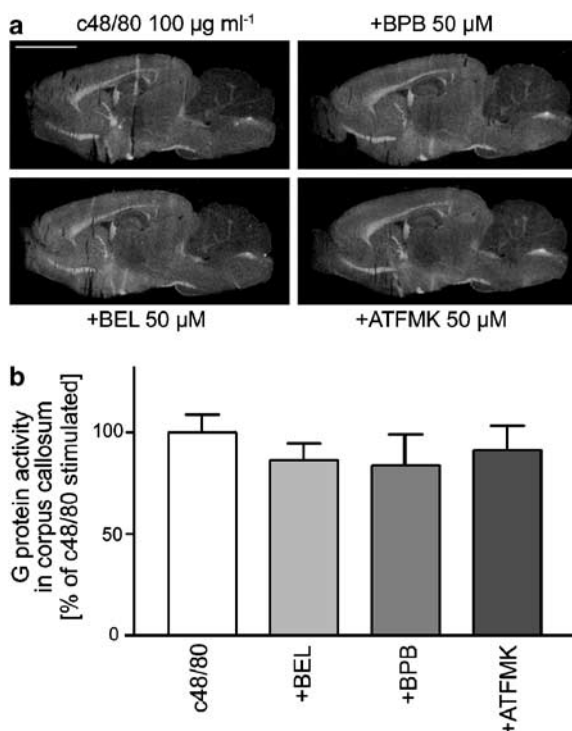 a
c48/80 100 µg ml-1
+BPB 50 µM
+BEL 50 µM
+ATFMK 50 µM
b
G protein activity
in corpus callosum
[% of c48/80 stimulated]
100
50
0
c48/80
+BEL
+BPB
+ATFMK